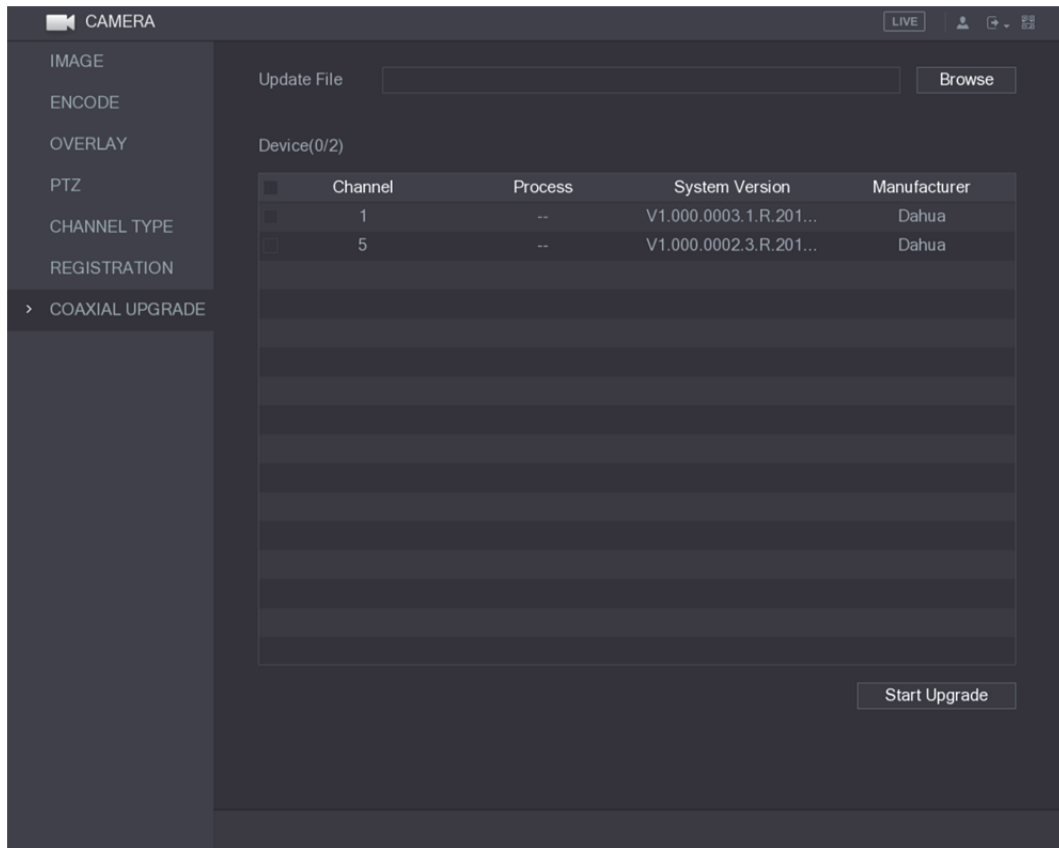 CAMERA LIVE
IMAGE
ENCODE
OVERLAY
PTZ
CHANNEL TYPE
REGISTRATION
> COAXIAL UPGRADE
Update File Browse
Device(0/2)
Channel Process System Version Manufacturer
1 -- V1.000.0003.1.R.201... Dahua
5 -- V1.000.0002.3.R.201... Dahua
Start Upgrade